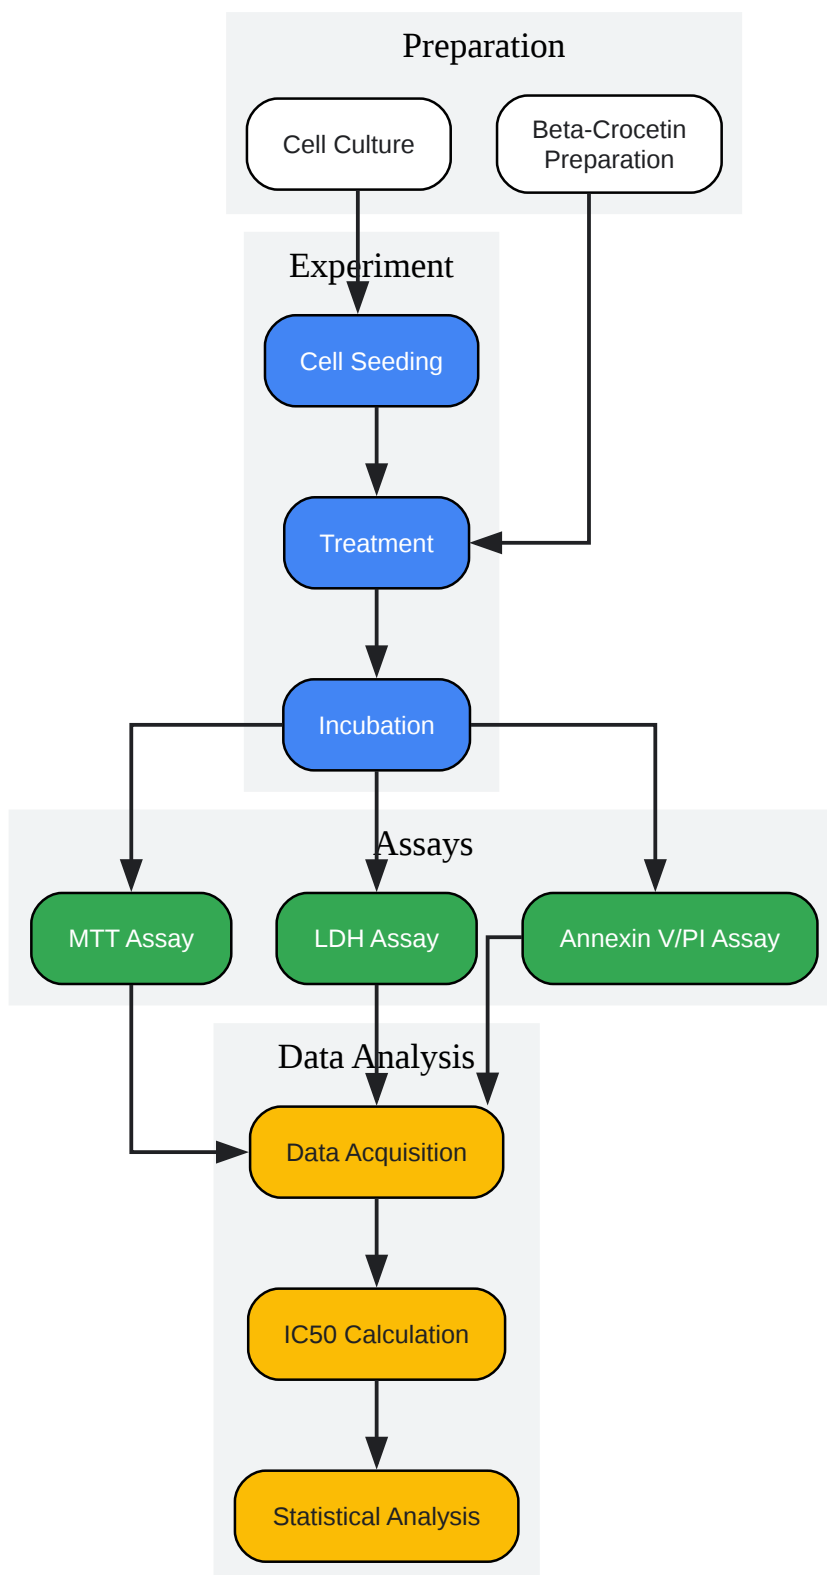 Preparation
Cell Culture
Beta-Crocetin
Preparation
Experiment
Cell Seeding
Treatment
Incubation
Assays
MTT Assay
LDH Assay
Annexin V/PI Assay
Data Analysis
Data Acquisition
IC50 Calculation
Statistical Analysis